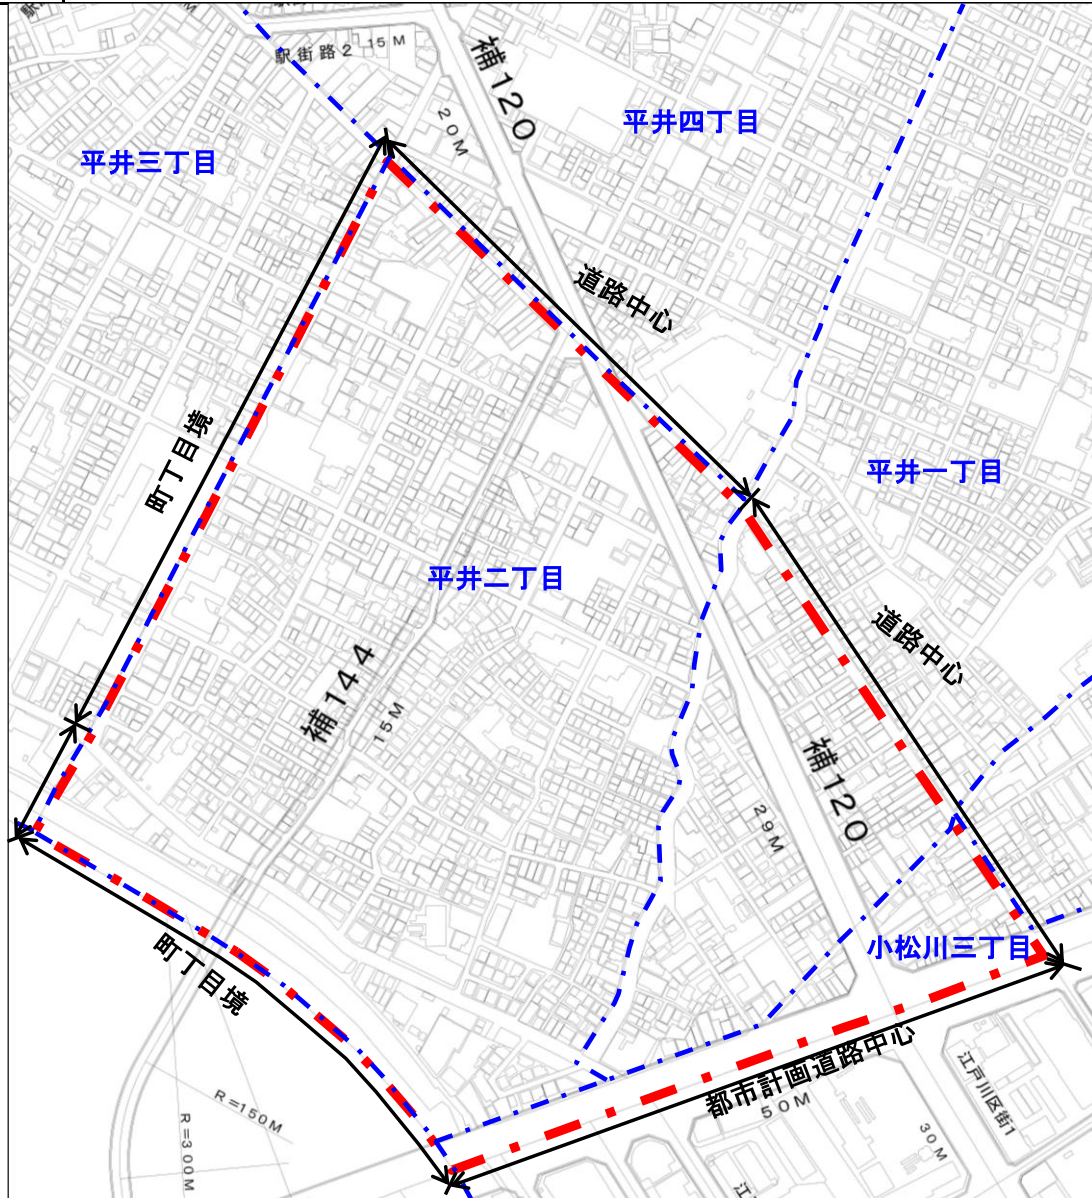 駅街路2 15M
補120
20M
平井四丁目
平井三丁目
道路中心
町丁目境
平井一丁目
平井二丁目
道路中心
補144
15M
補120
29M
町丁目境
小松川三丁目
都市計画道路中心
50M
江戸川区街1
30M
R=150M
R=300M